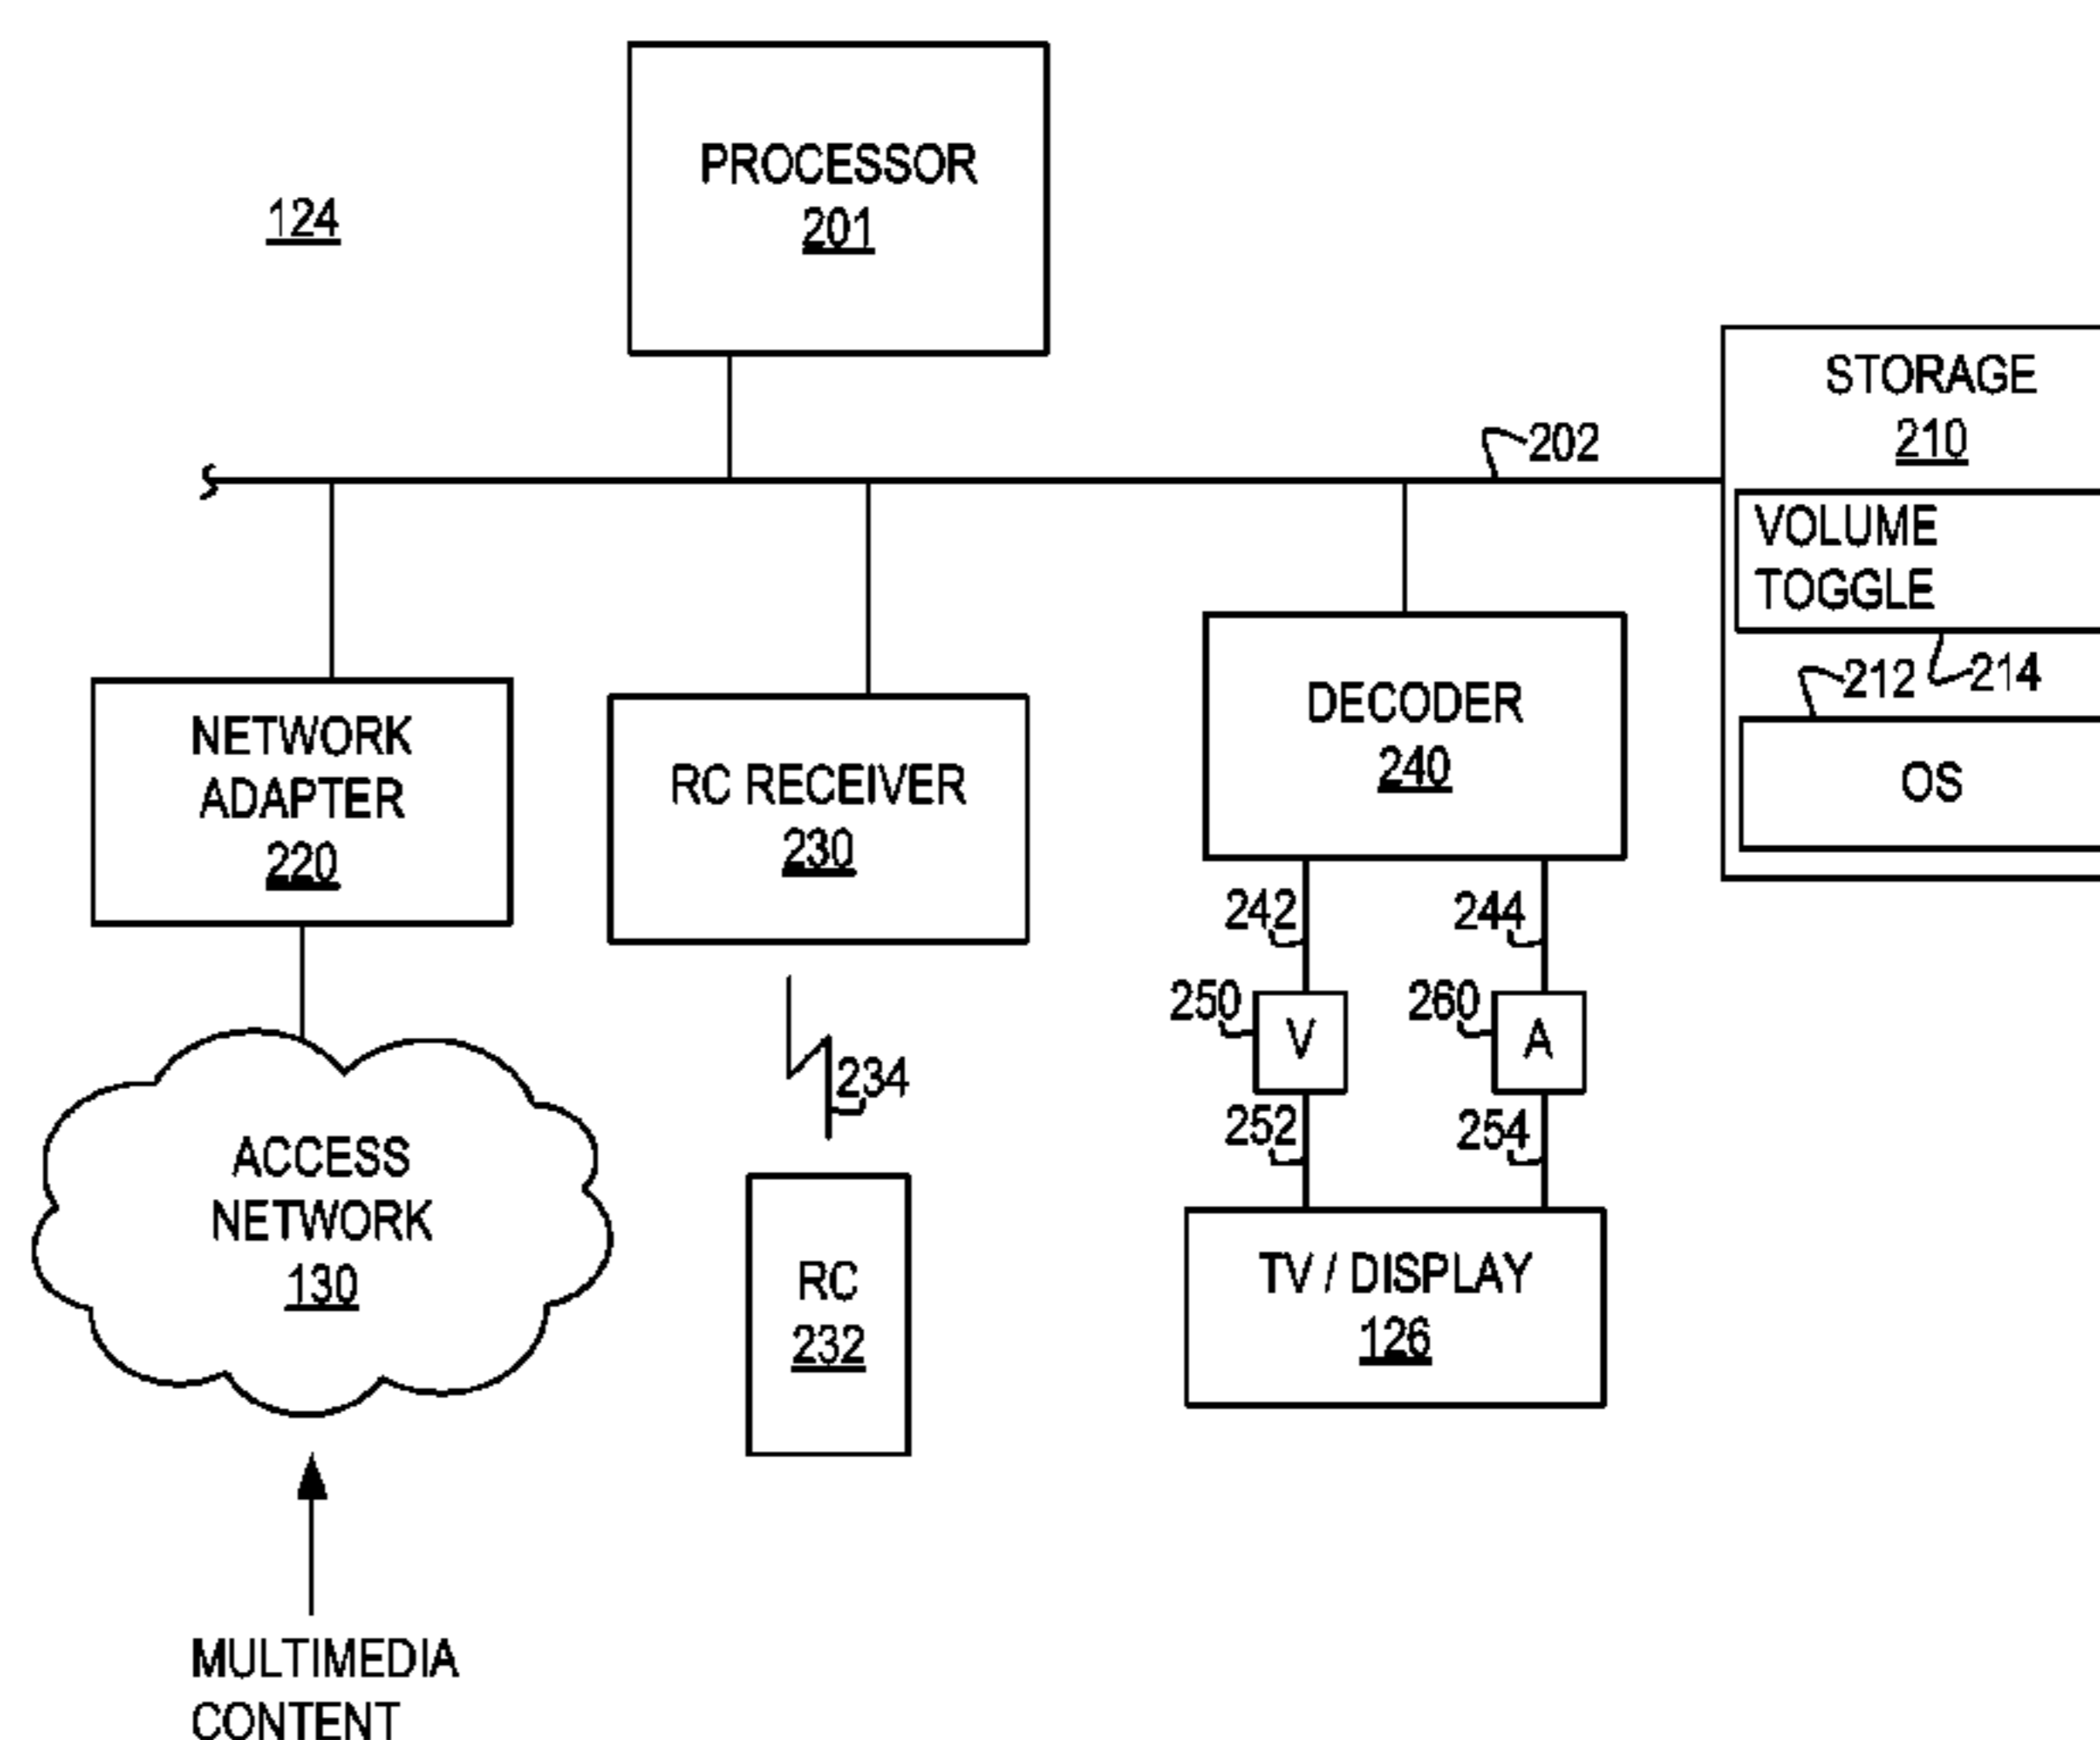 PROCESSOR
201
124
STORAGE
210
202
VOLUME
TOGGLE
212
214
OS
NETWORK
ADAPTER
220
RC RECEIVER
230
DECODER
240
242
244
250
V
260
A
234
252
254
ACCESS
NETWORK
130
RC
232
TV / DISPLAY
126
MULTIMEDIA
CONTENT